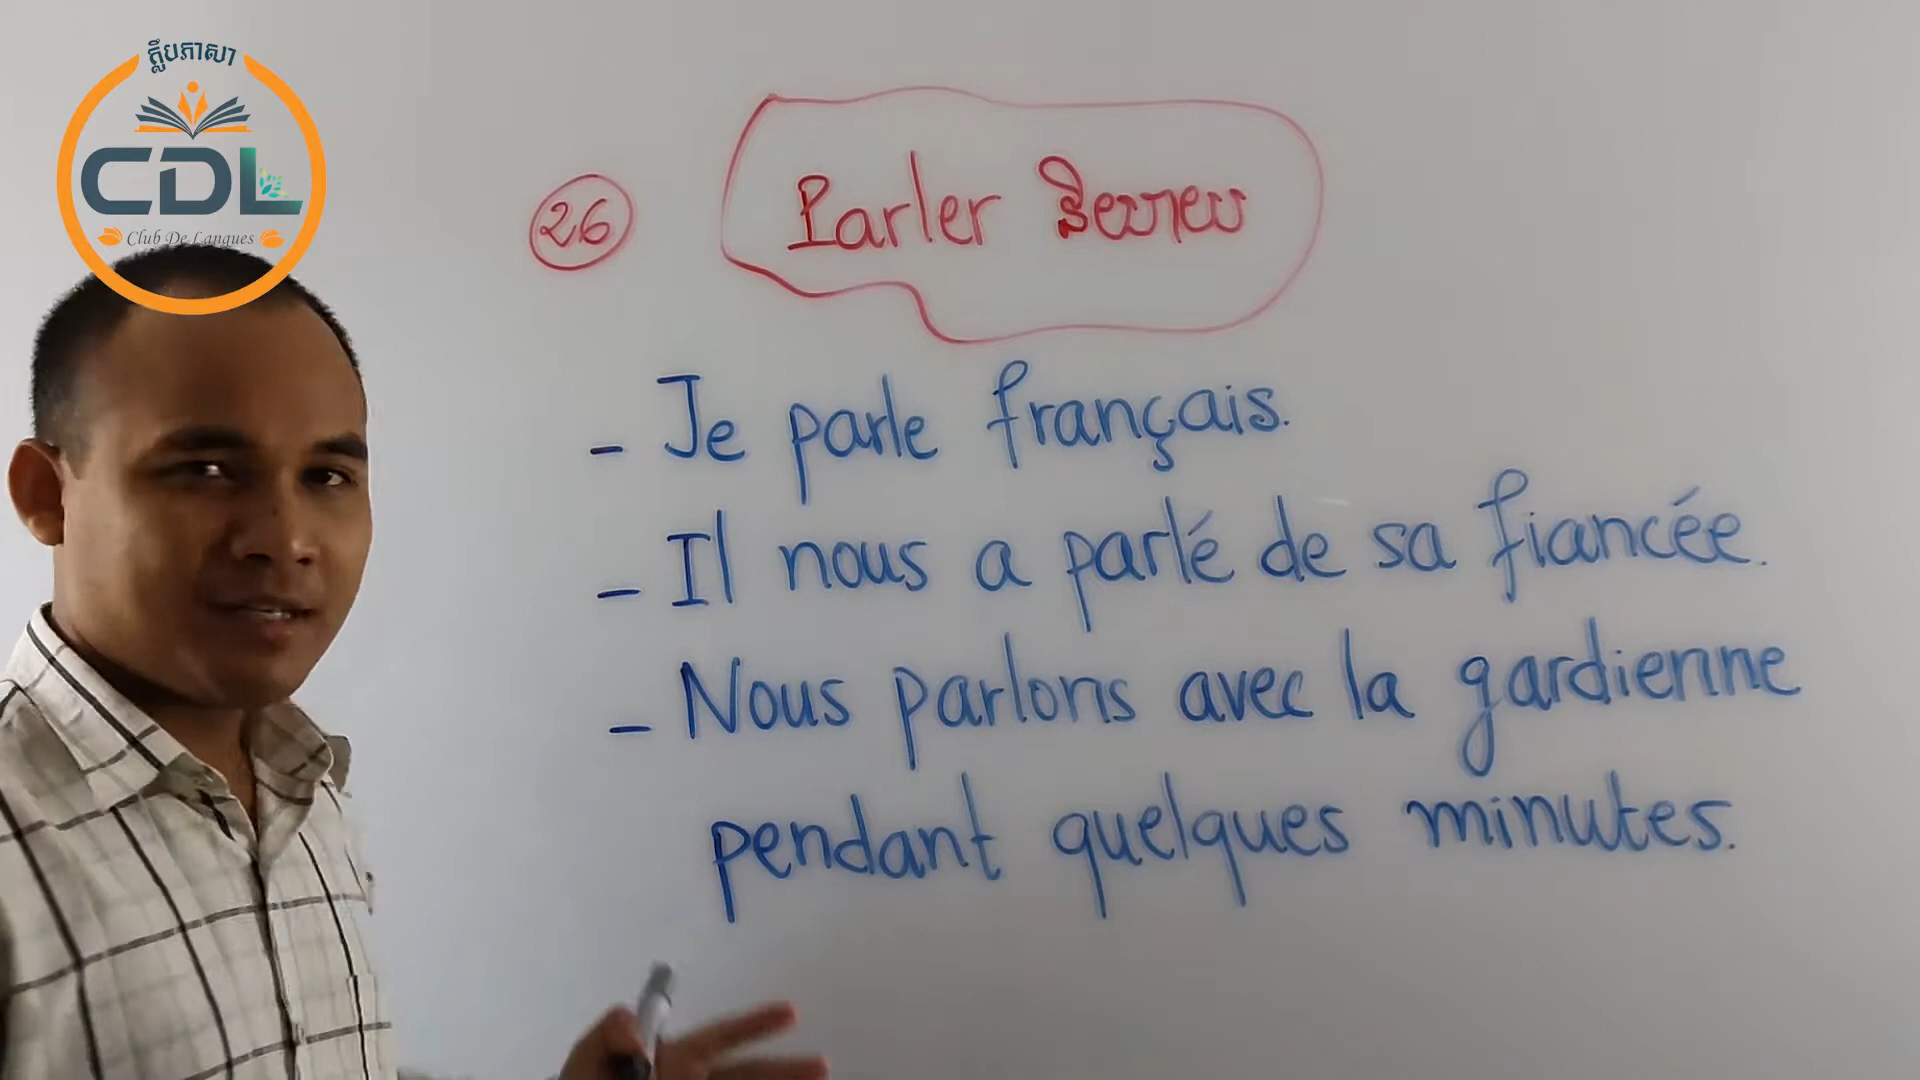 ក្លឹបភាសា
CDL
Club De Langues
26
Parler និយាយ
- Je parle français.
- Il nous a parlé de sa fiancée.
- Nous parlons avec la gardienne
pendant quelques minutes.